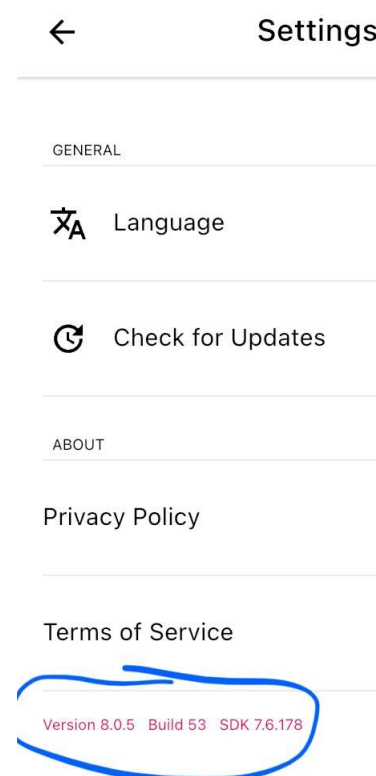 Settings
GENERAL
Language
Check for Updates
ABOUT
Privacy Policy
Terms of Service
Version 8.0.5 Build 53 SDK 7.6.178